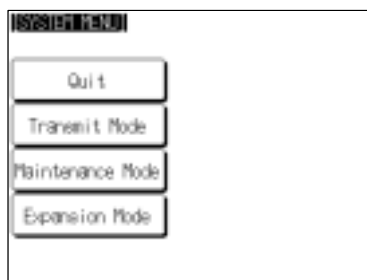 [SYSTEM MENU]
Quit
Transmit Mode
Maintenance Mode
Expansion Mode